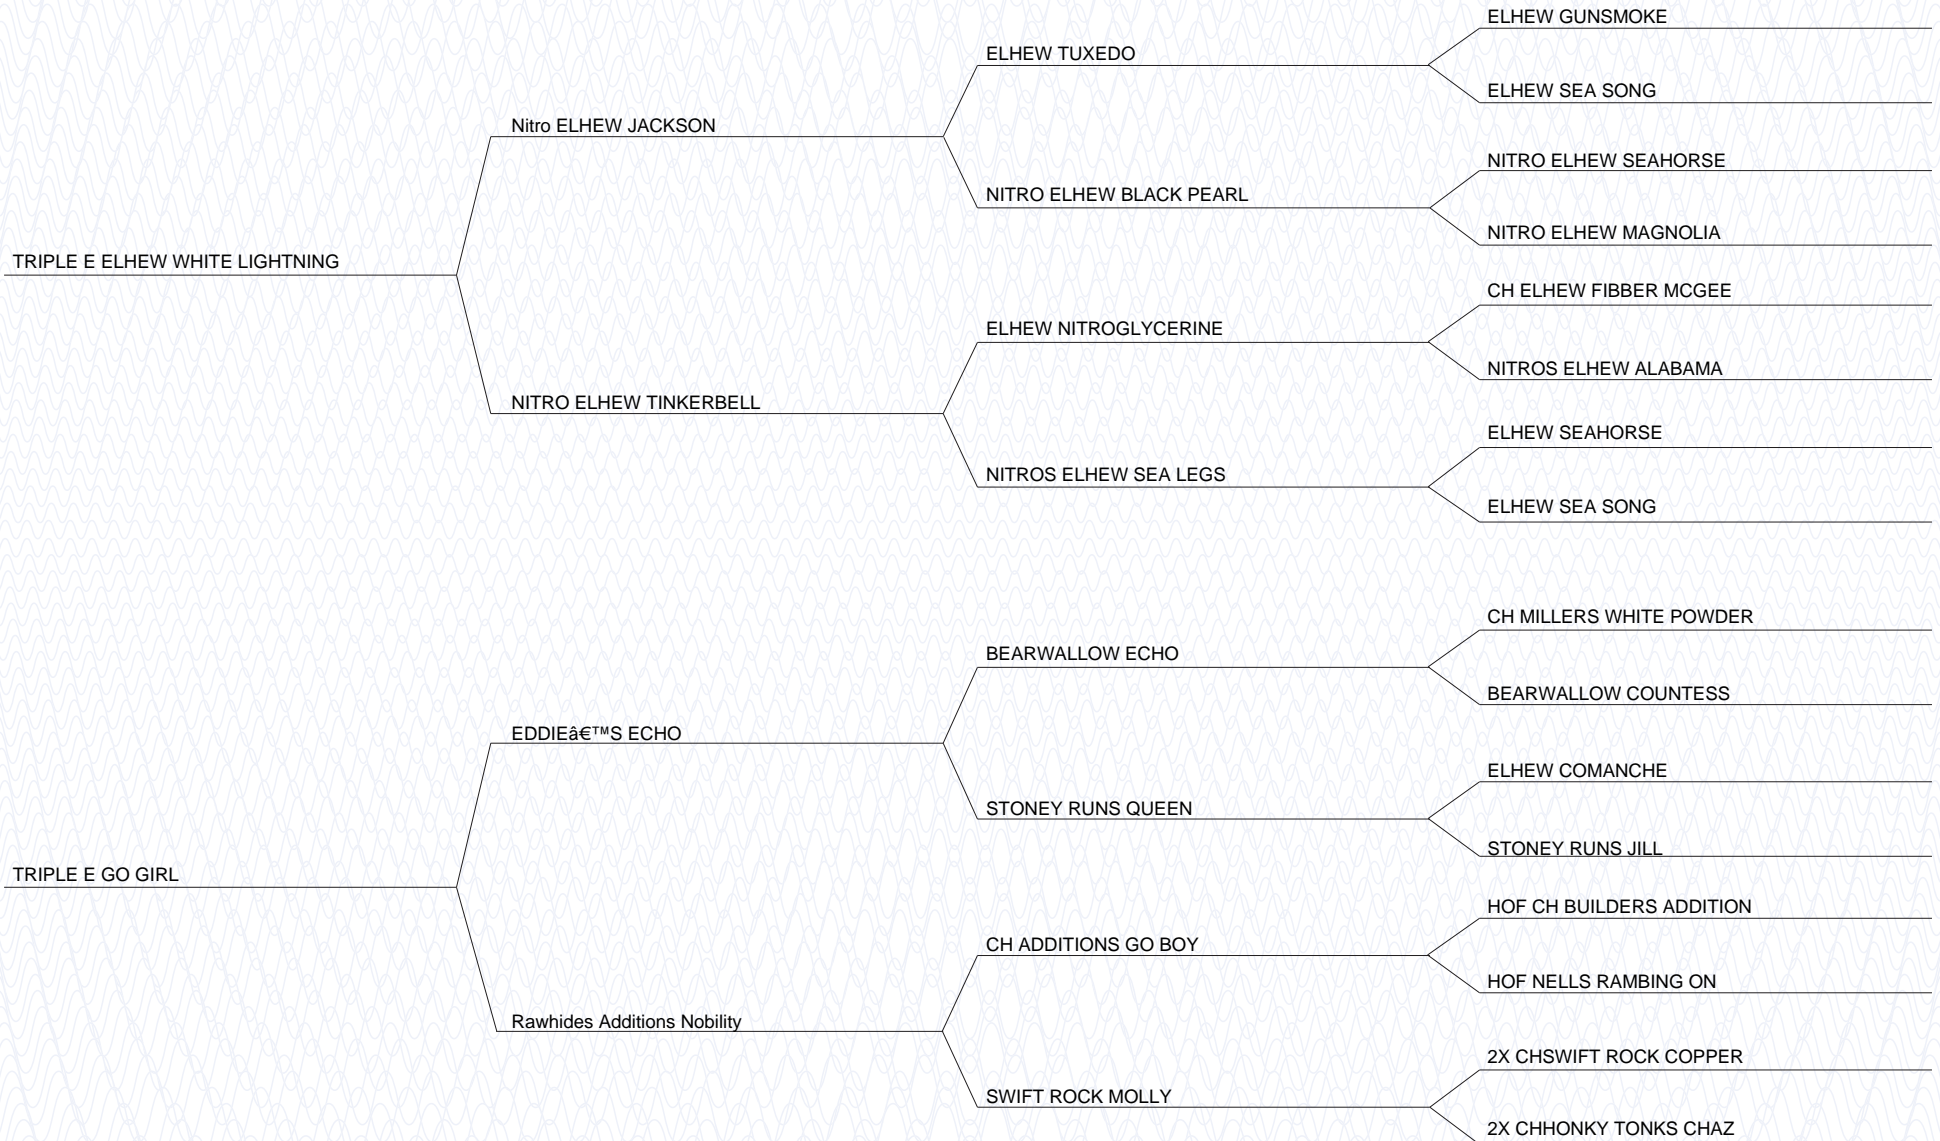 ELHEW GUNSMOKE
ELHEW TUXEDO
ELHEW SEA SONG
Nitro ELHEW JACKSON
NITRO ELHEW SEAHORSE
NITRO ELHEW BLACK PEARL
NITRO ELHEW MAGNOLIA
TRIPLE E ELHEW WHITE LIGHTNING
CH ELHEW FIBBER MCGEE
ELHEW NITROGLYCERINE
NITROS ELHEW ALABAMA
NITRO ELHEW TINKERBELL
ELHEW SEAHORSE
NITROS ELHEW SEA LEGS
ELHEW SEA SONG
CH MILLERS WHITE POWDER
BEARWALLOW ECHO
BEARWALLOW COUNTESS
EDDIEâ€™S ECHO
ELHEW COMANCHE
STONEY RUNS QUEEN
STONEY RUNS JILL
TRIPLE E GO GIRL
HOF CH BUILDERS ADDITION
CH ADDITIONS GO BOY
HOF NELLS RAMBING ON
Rawhides Additions Nobility
2X CHSWIFT ROCK COPPER
SWIFT ROCK MOLLY
2X CHHONKY TONKS CHAZ